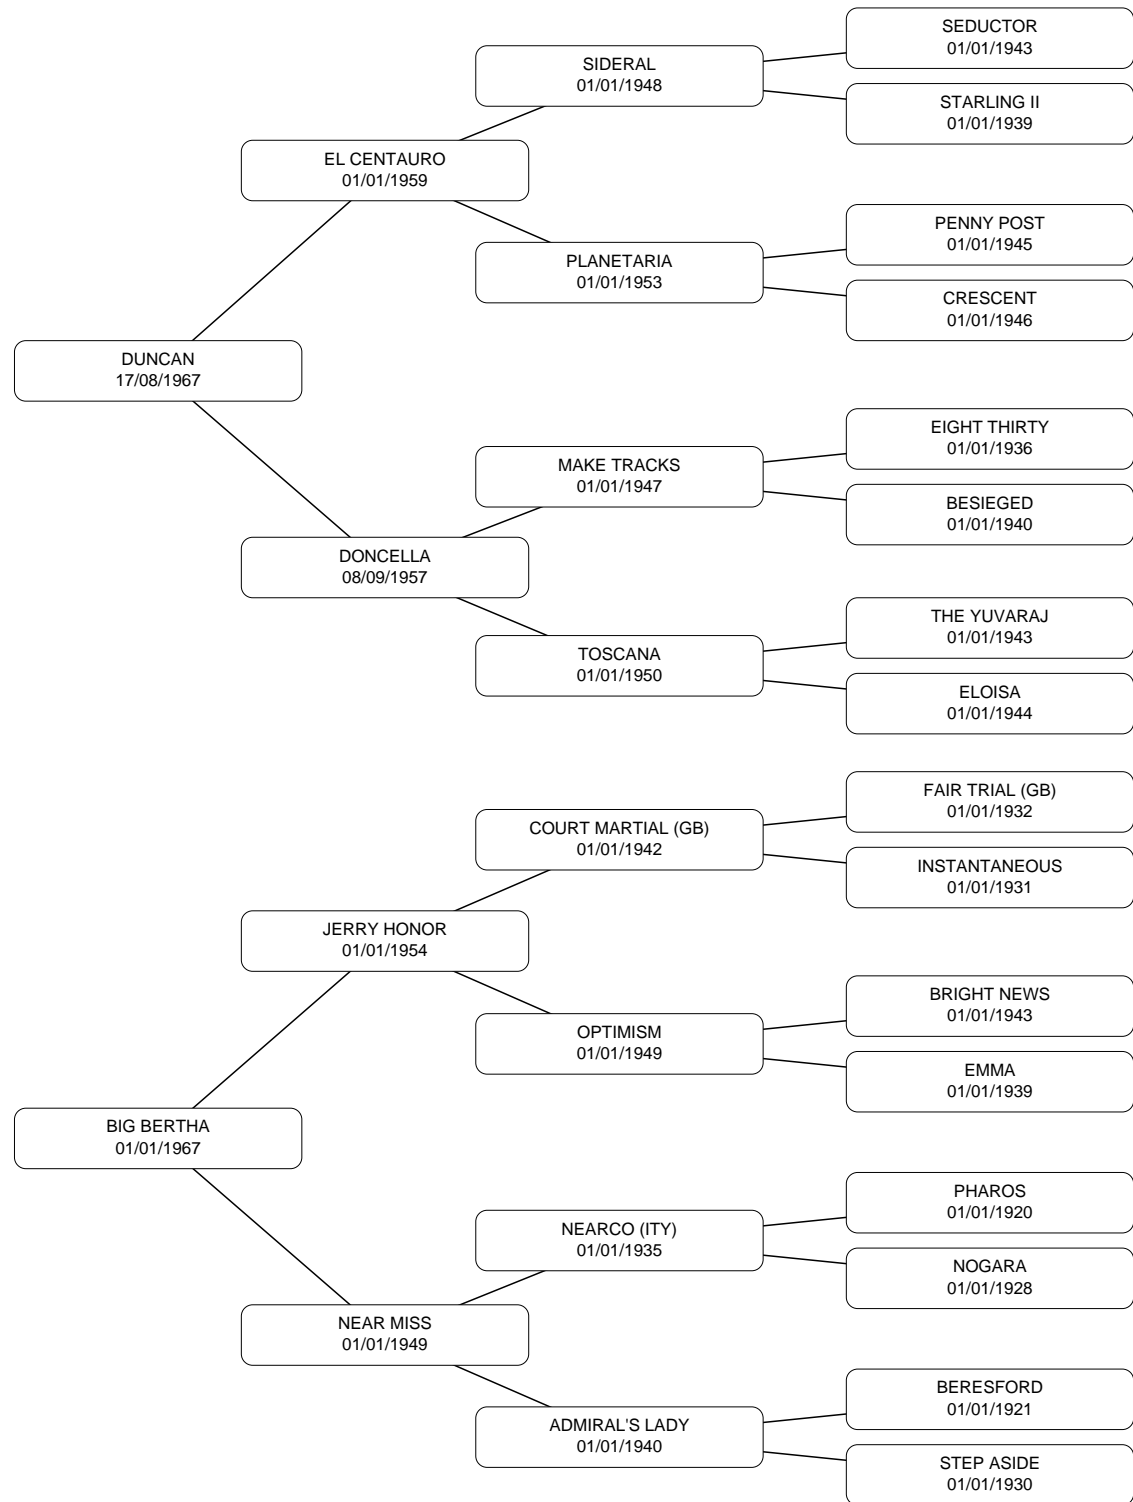 SEDUCTOR
01/01/1943
SIDERAL
01/01/1948
STARLING II
01/01/1939
EL CENTAURO
01/01/1959
PENNY POST
01/01/1945
PLANETARIA
01/01/1953
CRESCENT
01/01/1946
DUNCAN
17/08/1967
EIGHT THIRTY
01/01/1936
MAKE TRACKS
01/01/1947
BESIEGED
01/01/1940
DONCELLA
08/09/1957
THE YUVARAJ
01/01/1943
TOSCANA
01/01/1950
ELOISA
01/01/1944
FAIR TRIAL (GB)
01/01/1932
COURT MARTIAL (GB)
01/01/1942
INSTANTANEOUS
01/01/1931
JERRY HONOR
01/01/1954
BRIGHT NEWS
01/01/1943
OPTIMISM
01/01/1949
EMMA
01/01/1939
BIG BERTHA
01/01/1967
PHAROS
01/01/1920
NEARCO (ITY)
01/01/1935
NOGARA
01/01/1928
NEAR MISS
01/01/1949
BERESFORD
01/01/1921
ADMIRAL'S LADY
01/01/1940
STEP ASIDE
01/01/1930